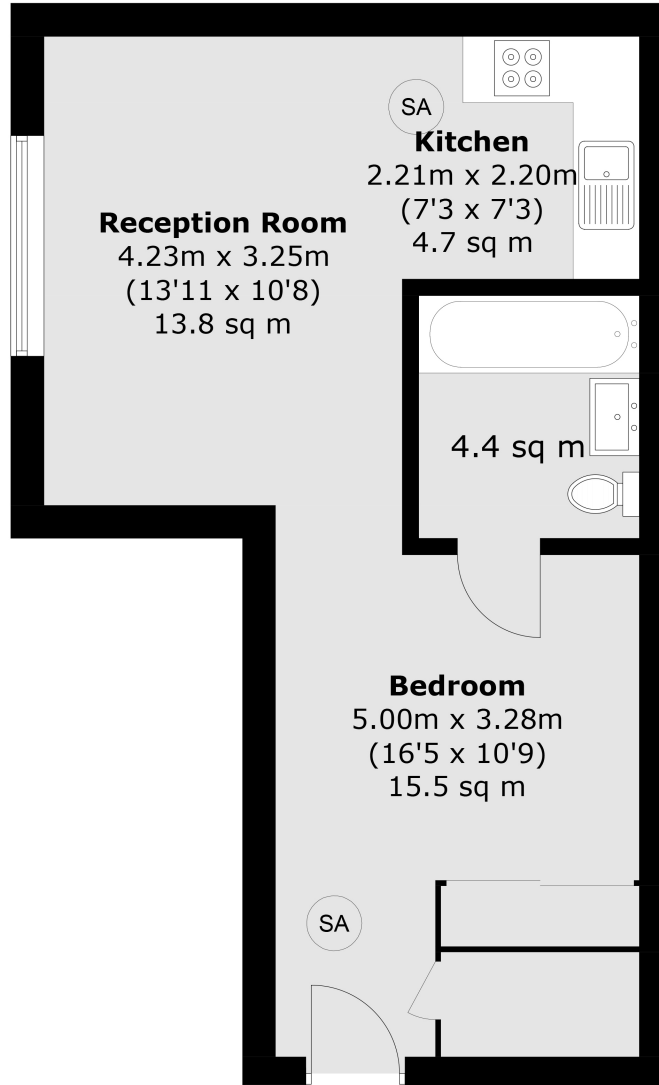 SA
Kitchen
2.21m x 2.20m
(7'3 x 7'3)
4.7 sq m
Reception Room
4.23m x 3.25m
(13'11 x 10'8)
13.8 sq m
4.4 sq m
Bedroom
5.00m x 3.28m
(16'5 x 10'9)
15.5 sq m
SA